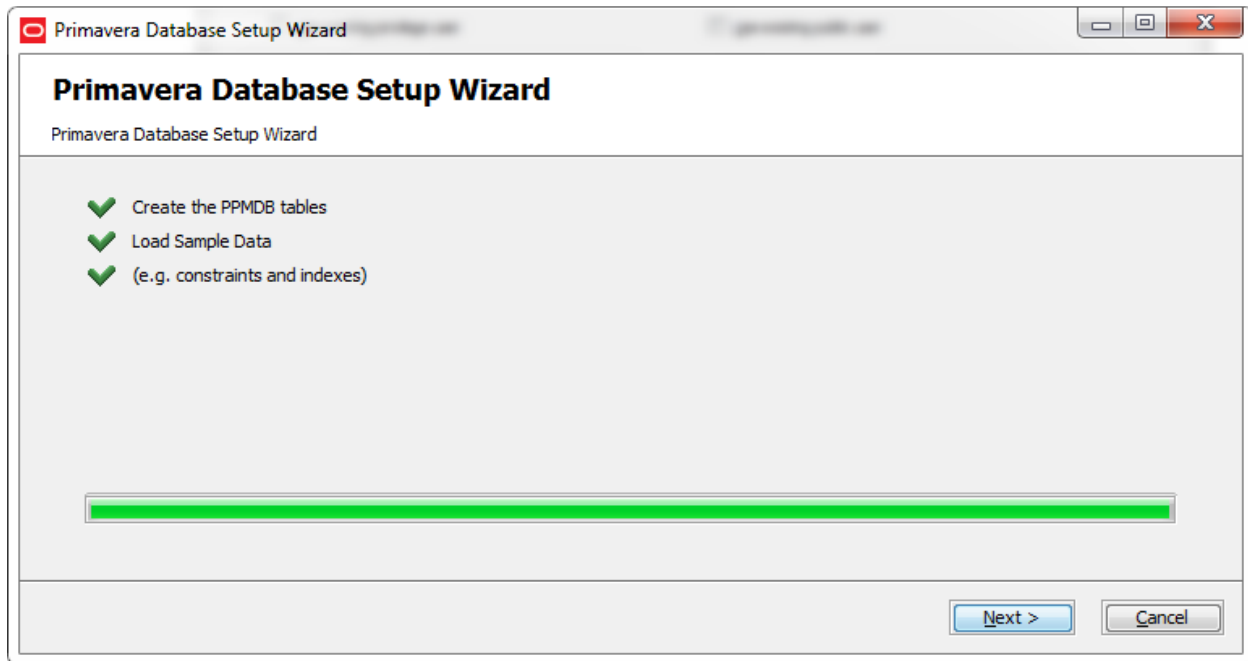 Primavera Database Setup Wizard
Primavera Database Setup Wizard
Primavera Database Setup Wizard
Create the PPMDB tables
Load Sample Data
(e.g. constraints and indexes)
Next >
Cancel